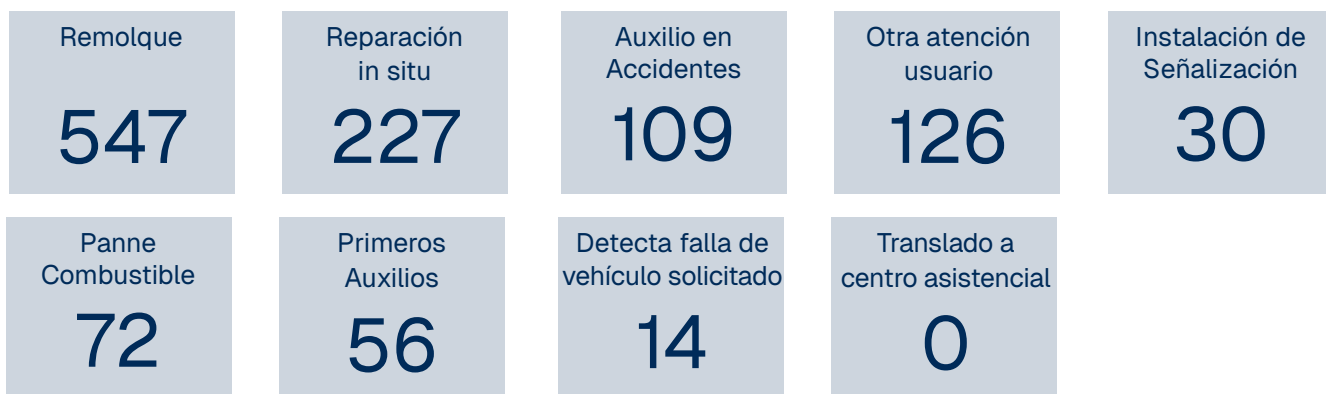 Remolque
547
Reparación
in situ
227
Auxilio en
Accidentes
109
Otra atención
usuario
126
Instalación de
Señalización
30
Panne
Combustible
72
Primeros
Auxilios
56
Detecta falla de
vehículo solicitado
14
Translado a
centro asistencial
0